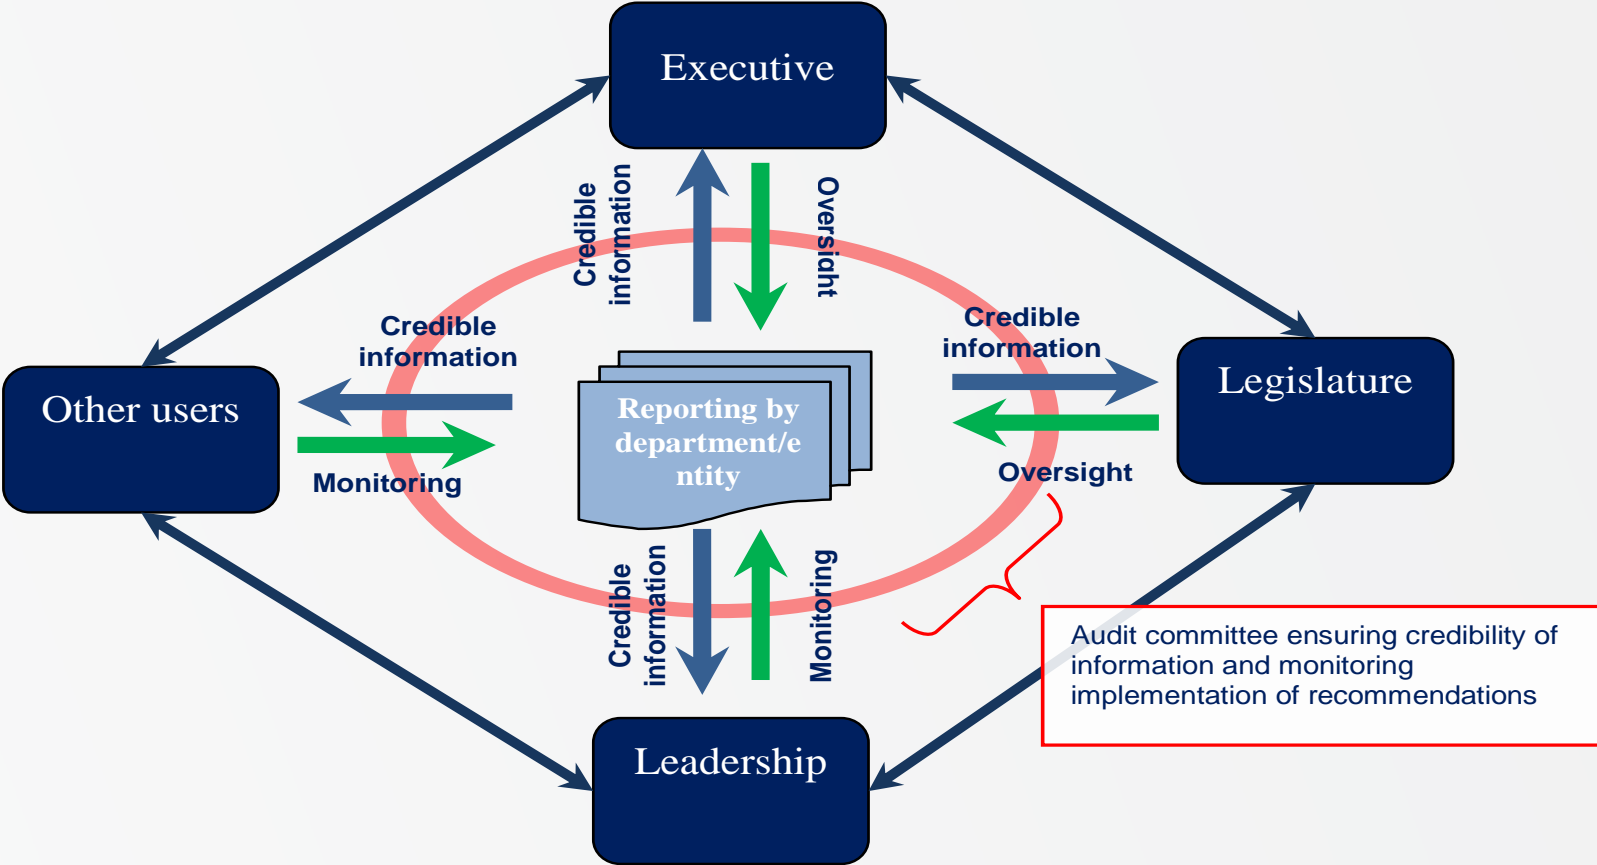 Executive
Credible
information
Oversight
Credible
information
Credible
information
Other users
Legislature
Reporting by
department/e
ntity
Monitoring
Oversight
Credible
information
Monitoring
Audit committee ensuring credibility of
information and monitoring
implementation of recommendations
Leadership